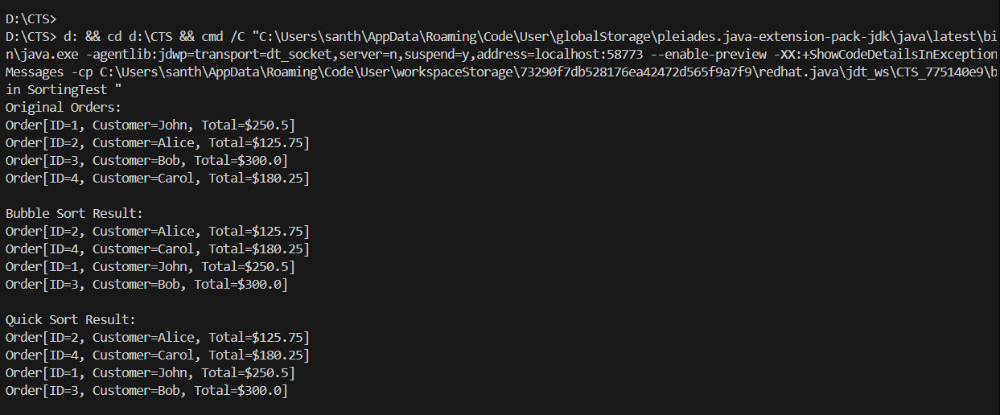 D:\CTS>
D:\CTS> d: && cd d:\CTS && cmd /C "C:\Users\santh\AppData\Roaming\Code\User\globalStorage\pleiades.java-extension-pack-jdk\java\latest\bi
n\java.exe -agentlib:jdwp=transport=dt_socket,server=n,suspend=y,address=localhost:58773 --enable-preview -XX:+ShowCodeDetailsInException
Messages -cp C:\Users\santh\AppData\Roaming\Code\User\workspaceStorage\73290f7db528176ea42472d565f9a7f9\redhat.java\jdt_ws\CTS_775140e9\b
in SortingTest "
Original Orders:
Order[ID=1, Customer=John, Total=$250.5]
Order[ID=2, Customer=Alice, Total=$125.75]
Order[ID=3, Customer=Bob, Total=$300.0]
Order[ID=4, Customer=Carol, Total=$180.25]
Bubble Sort Result:
Order[ID=2, Customer=Alice, Total=$125.75]
Order[ID=4, Customer=Carol, Total=$180.25]
Order[ID=1, Customer=John, Total=$250.5]
Order[ID=3, Customer=Bob, Total=$300.0]
Quick Sort Result:
Order[ID=2, Customer=Alice, Total=$125.75]
Order[ID=4, Customer=Carol, Total=$180.25]
Order[ID=1, Customer=John, Total=$250.5]
Order[ID=3, Customer=Bob, Total=$300.0]